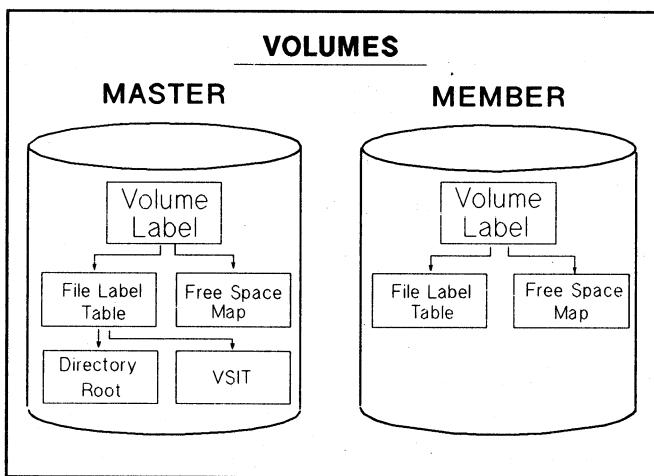 VOLUMES
MASTER
Volume
Label
File Label
Table
Free Space
Map
Directory
Root
VSIT
MEMBER
Volume
Label
File Label
Table
Free Space
Map